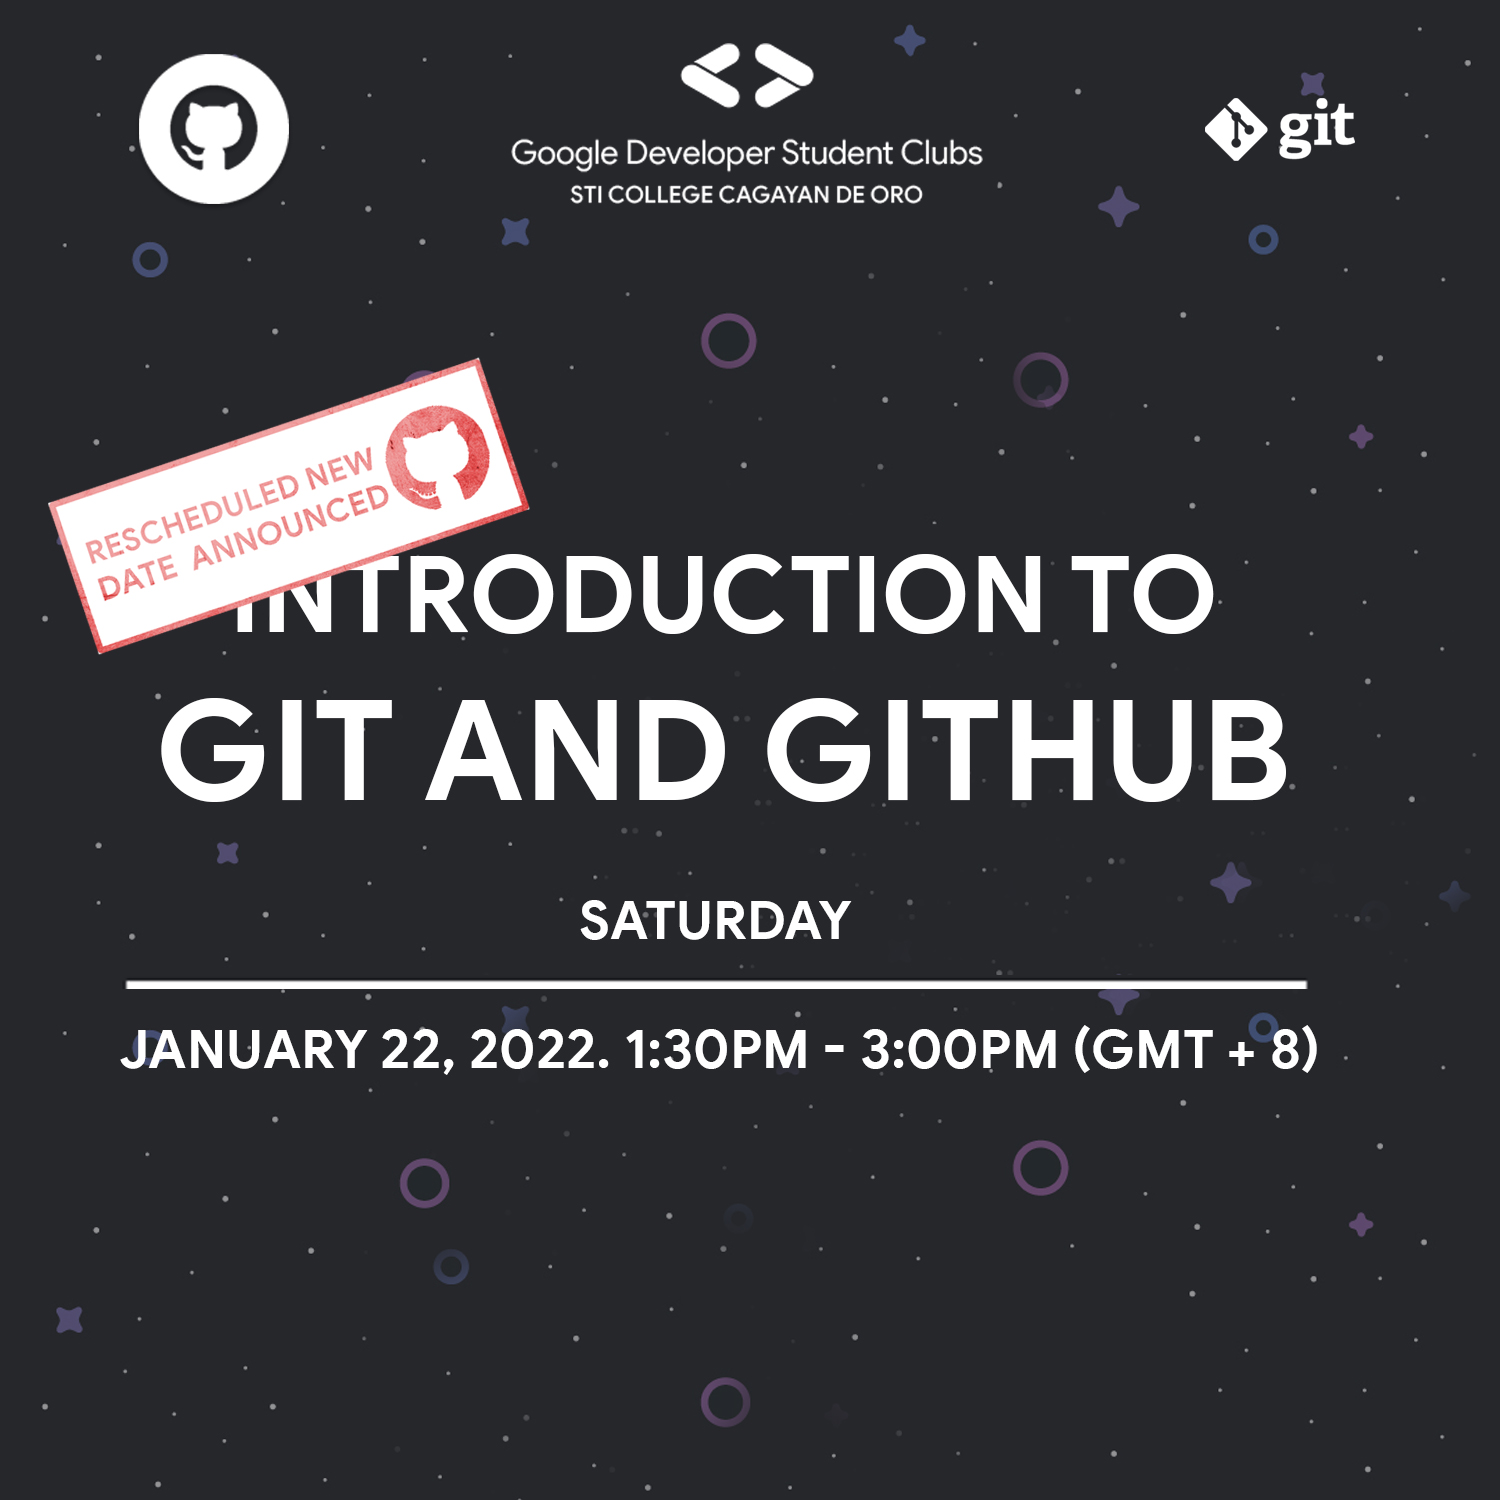 Google Developer Student Clubs
STI COLLEGE CAGAYAN DE ORO
git
RESCHEDULED NEW
DATE ANNOUNCED
INTRODUCTION TO
GIT AND GITHUB
SATURDAY
JANUARY 22, 2022. 1:30PM - 3:00PM (GMT + 8)